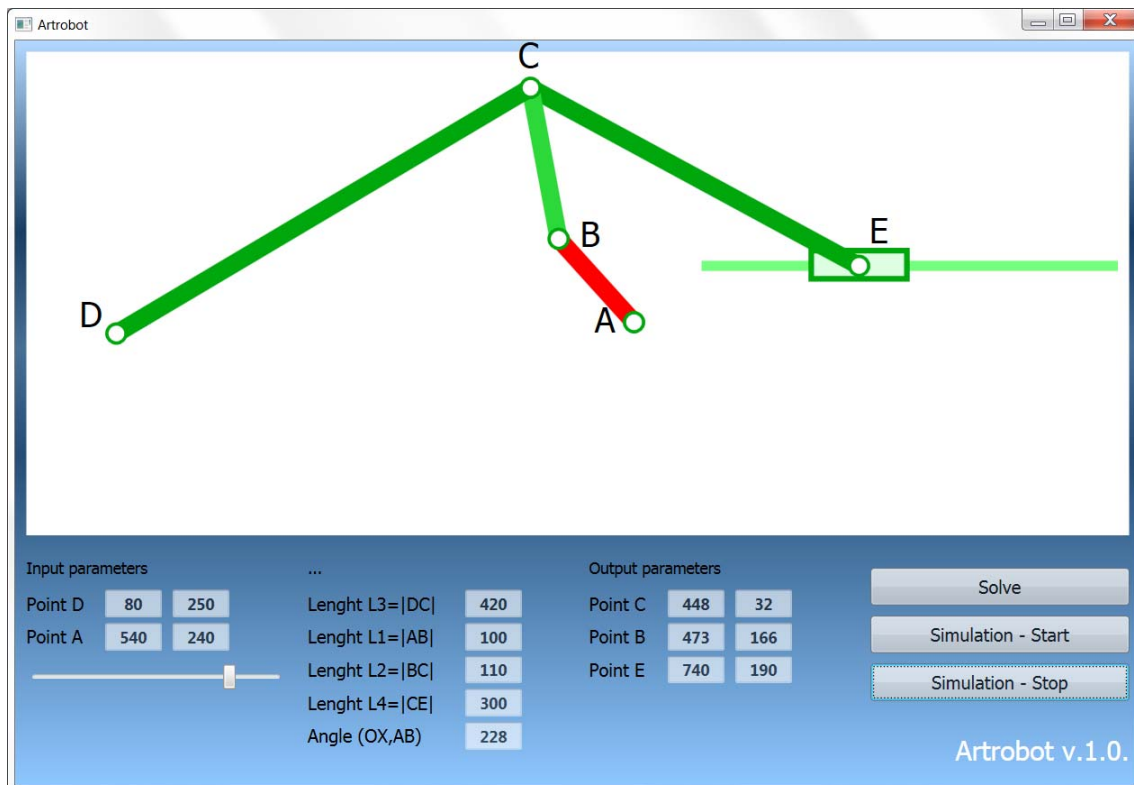 Artrobot
C
B
E
D
A
Input parameters
...
Output parameters
Point D 80 250
Lenght L3=|DC| 420
Point C 448 32
Solve
Point A 540 240
Lenght L1=|AB| 100
Point B 473 166
Simulation - Start
Lenght L2=|BC| 110
Point E 740 190
Simulation - Stop
Lenght L4=|CE| 300
Angle (OX,AB) 228
Artrobot v.1.0.